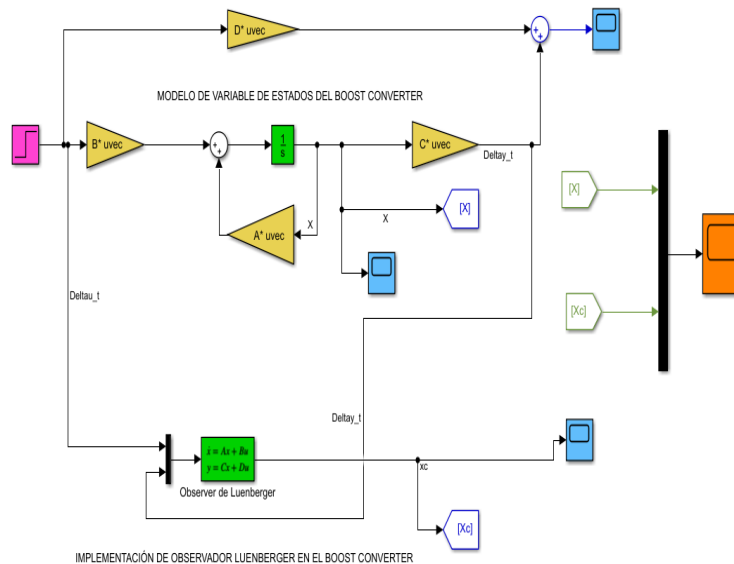 D* uvec
MODELO DE VARIABLE DE ESTADOS DEL BOOST CONVERTER
B* uvec
1
s
C* uvec
Deltay_t
[X]
[X]
X
X
A* uvec
Deltau_t
[Xc]
Deltay_t
ẋ = Ax + Bu
y = Cx + Du
xc
Observer de Luenberger
[Xc]
IMPLEMENTACIÓN DE OBSERVADOR LUENBERGER EN EL BOOST CONVERTER